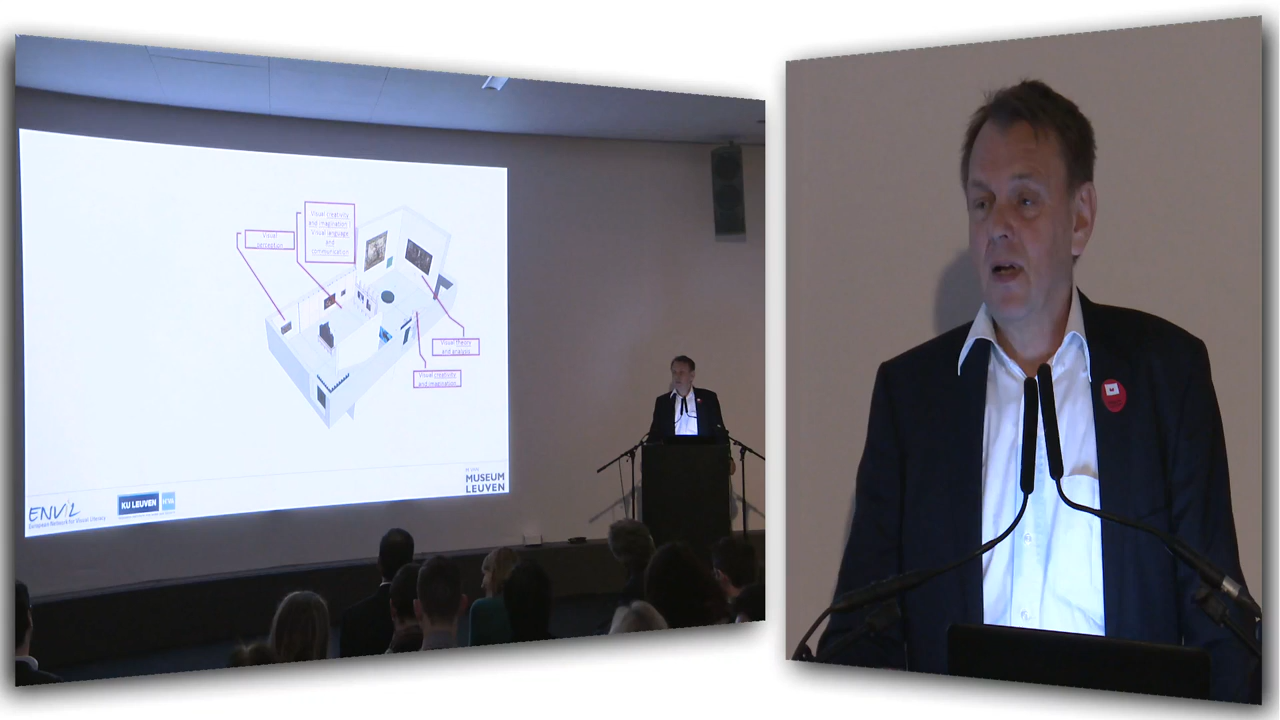 Visual creativity
and imagination |
Visual language
and
communication
Visual
perception
Visual theory
and analysis
Visual creativity
and imagination
ENViL
European Network for Visual Literacy
KU LEUVEN
MUSEUM
LEUVEN